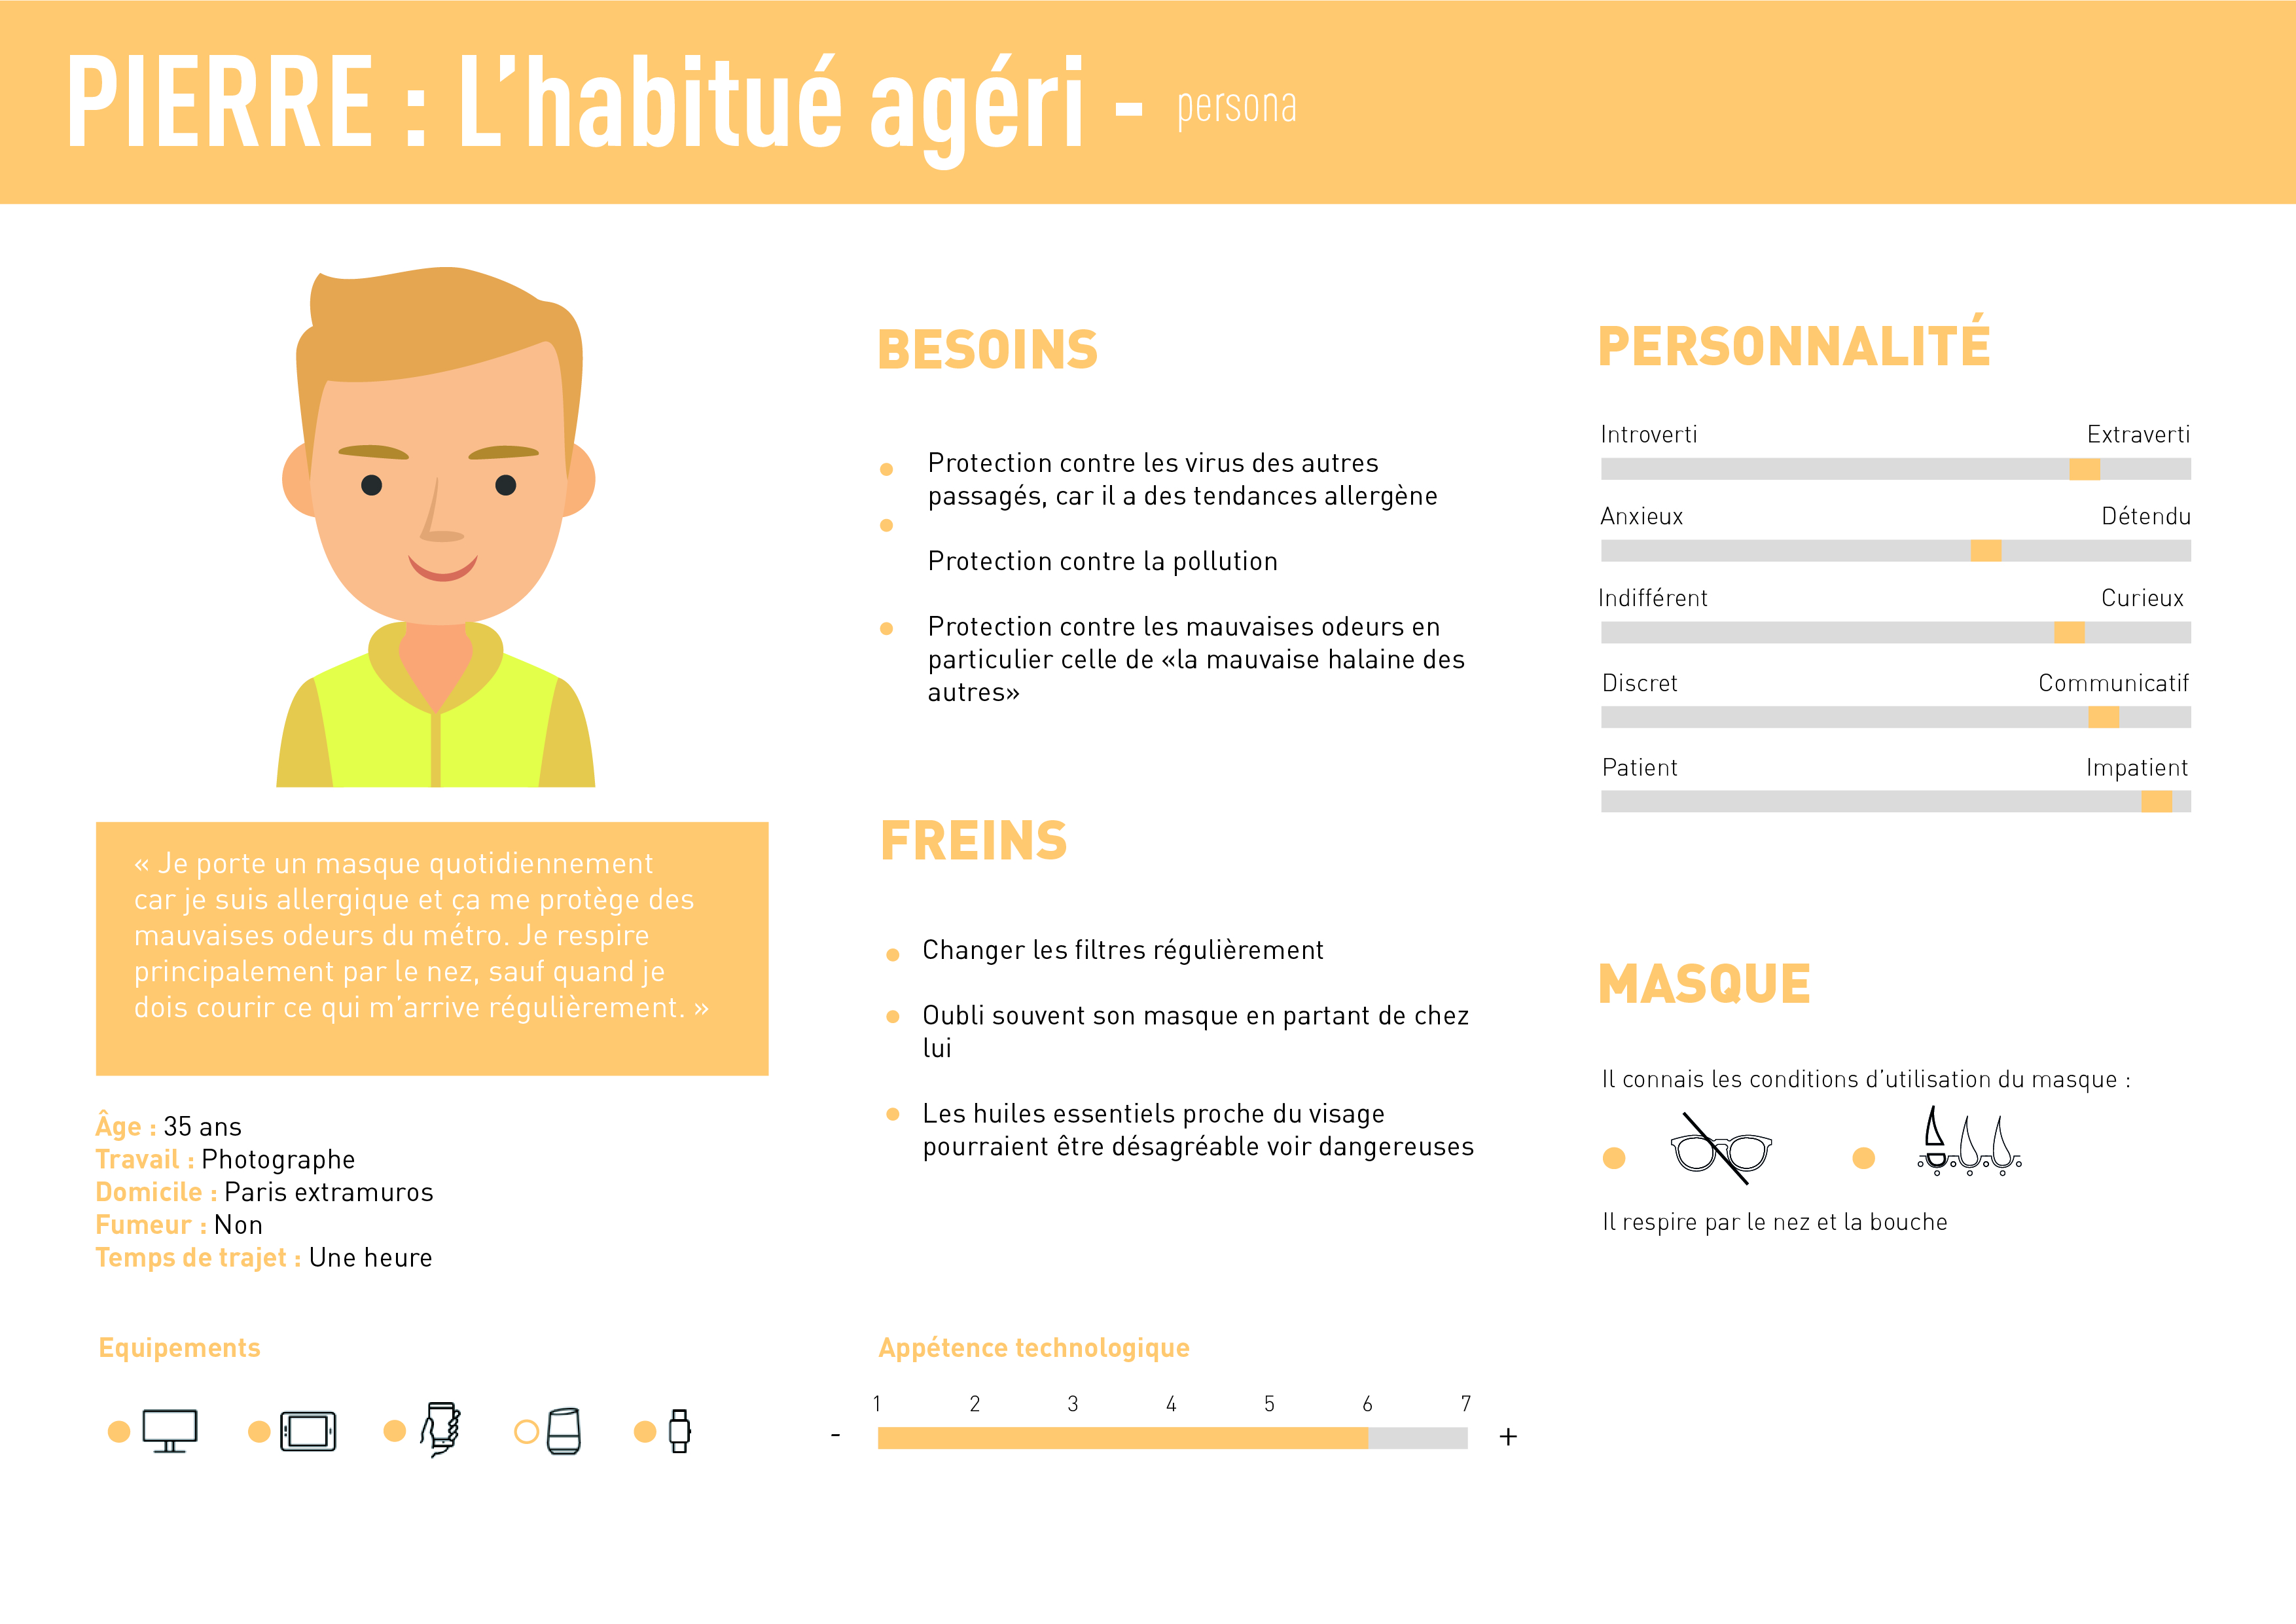 PIERRE : L’habitué agéri - persona
« Je porte un masque quotidiennement
car je suis allergique et ça me protège des
mauvaises odeurs du métro. Je respire
principalement par le nez, sauf quand je
dois courir ce qui m’arrive régulièrement. »
Âge : 35 ans
Travail : Photographe
Domicile : Paris extramuros
Fumeur : Non
Temps de trajet : Une heure
Equipements
BESOINS
Protection contre les virus des autres
passagés, car il a des tendances allergène
Protection contre la pollution
Protection contre les mauvaises odeurs en
particulier celle de «la mauvaise halaine des
autres»
FREINS
Changer les filtres régulièrement
Oubli souvent son masque en partant de chez
lui
Les huiles essentiels proche du visage
pourraient être désagréable voir dangereuses
Appétence technologique
1 2 3 4 5 6 7
- +
PERSONNALITÉ
Introverti Extraverti
Anxieux Détendu
Indifférent Curieux
Discret Communicatif
Patient Impatient
MASQUE
Il connais les conditions d’utilisation du masque :
Il respire par le nez et la bouche